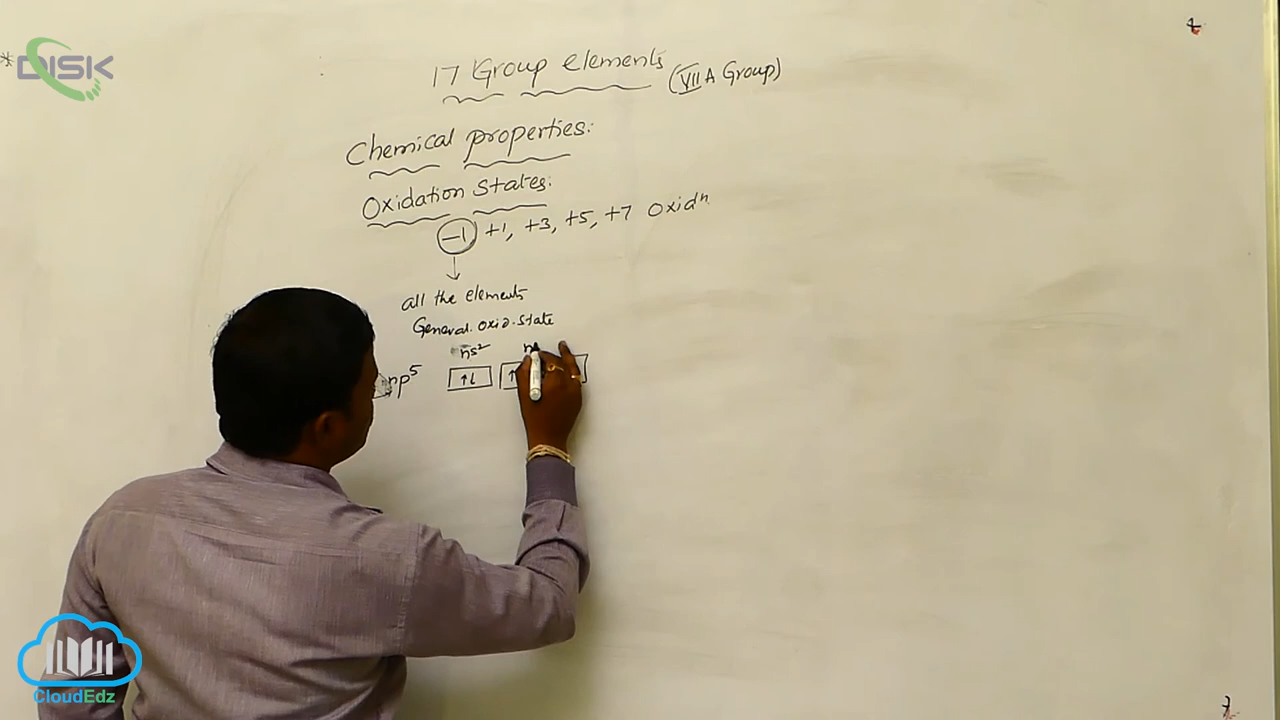 DISK
17 Group elements (VII A Group)
Chemical properties:
Oxidation States:
-1 +1, +3, +5, +7 Oxidⁿ
all the elements
General. Oxid. State
ns²
np⁵ ↑↓
CloudEdz